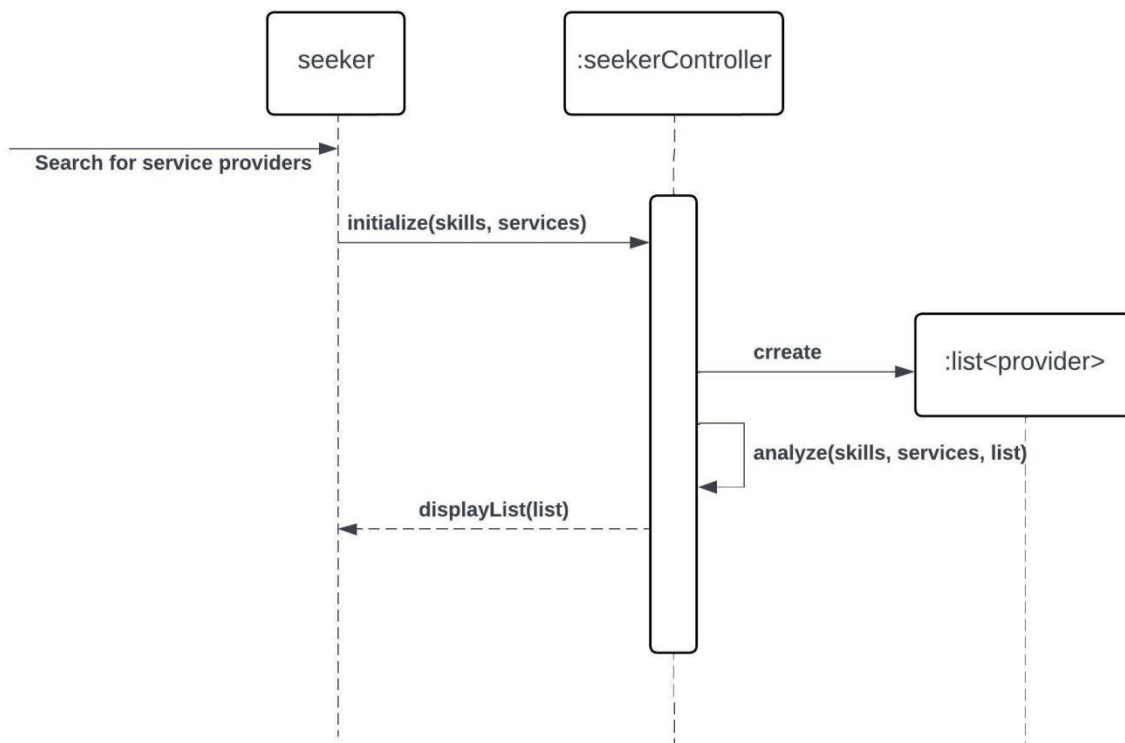 seeker
:seekerController
Search for service providers
initialize(skills, services)
:list<provider>
crreate
analyze(skills, services, list)
displayList(list)